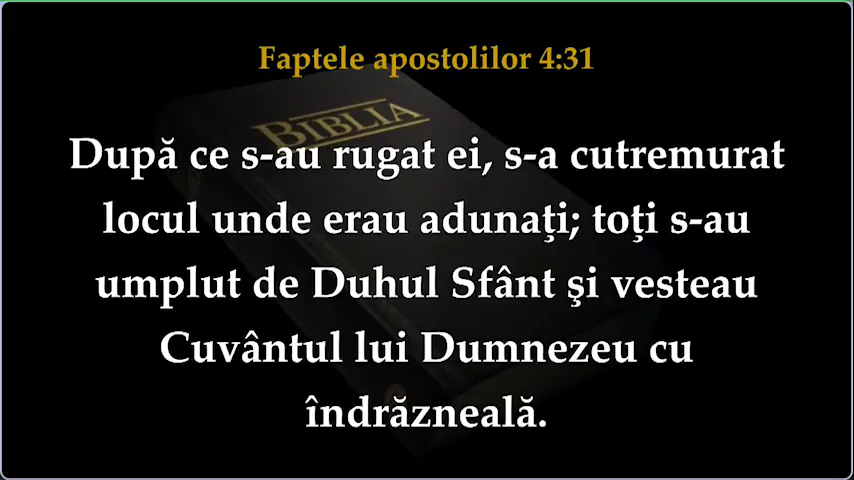 Faptele apostolilor 4:31
BIBLIA
După ce s-au rugat ei, s-a cutremurat
locul unde erau adunaţi; toţi s-au
umplut de Duhul Sfânt şi vesteau
Cuvântul lui Dumnezeu cu
îndrăzneală.